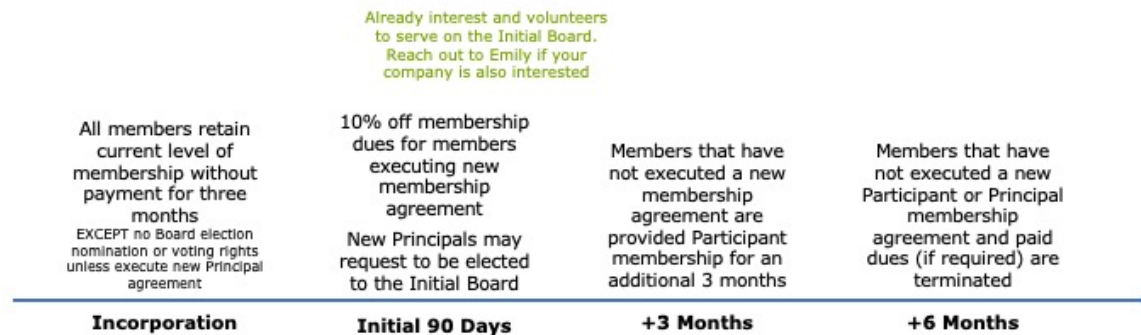 Already interest and volunteers
to serve on the Initial Board.
Reach out to Emily if your
company is also interested
All members retain
current level of
membership without
payment for three
months
EXCEPT no Board election
nomination or voting rights
unless execute new Principal
agreement
10% off membership
dues for members
executing new
membership
agreement
New Principals may
request to be elected
to the Initial Board
Members that have
not executed a new
membership
agreement are
provided Participant
membership for an
additional 3 months
Members that have
not executed a new
Participant or Principal
membership
agreement and paid
dues (if required) are
terminated
Incorporation
Initial 90 Days
+3 Months
+6 Months